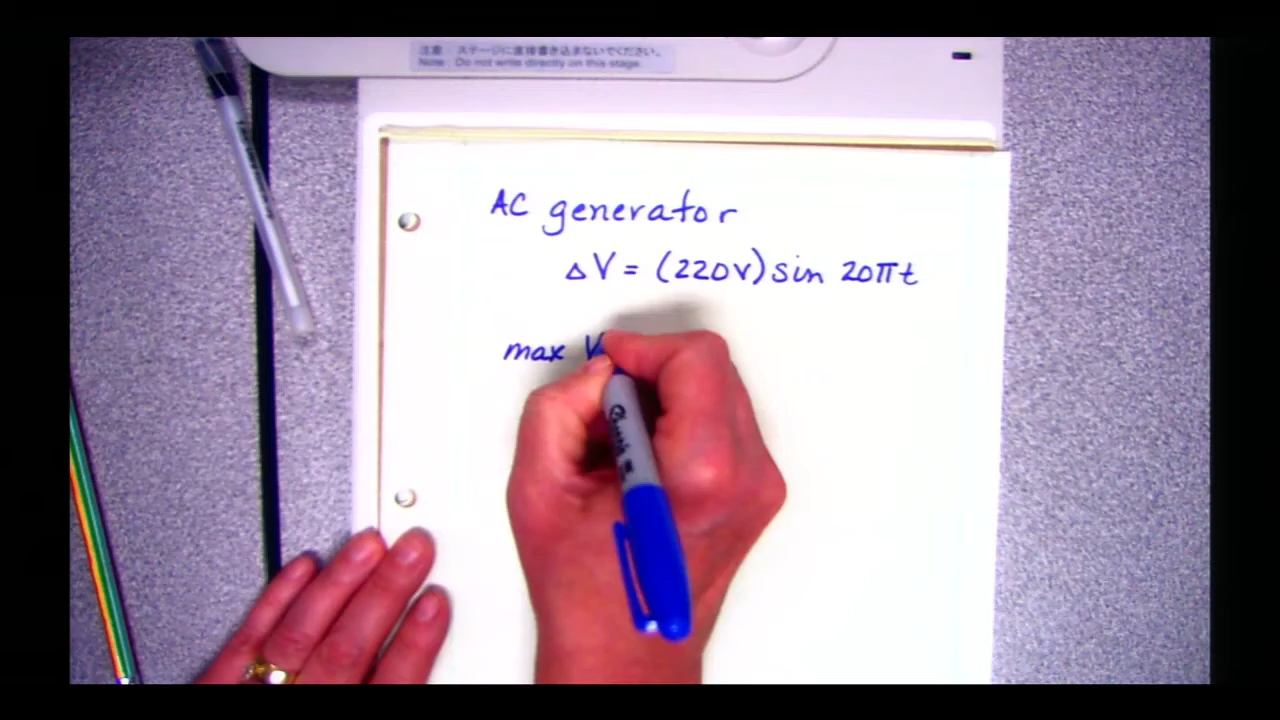 注意 : ステージに直接書き込まないでください。
Note : Do not write directly on this stage.
AC generator
△V = (220V) sin 20πt
max V